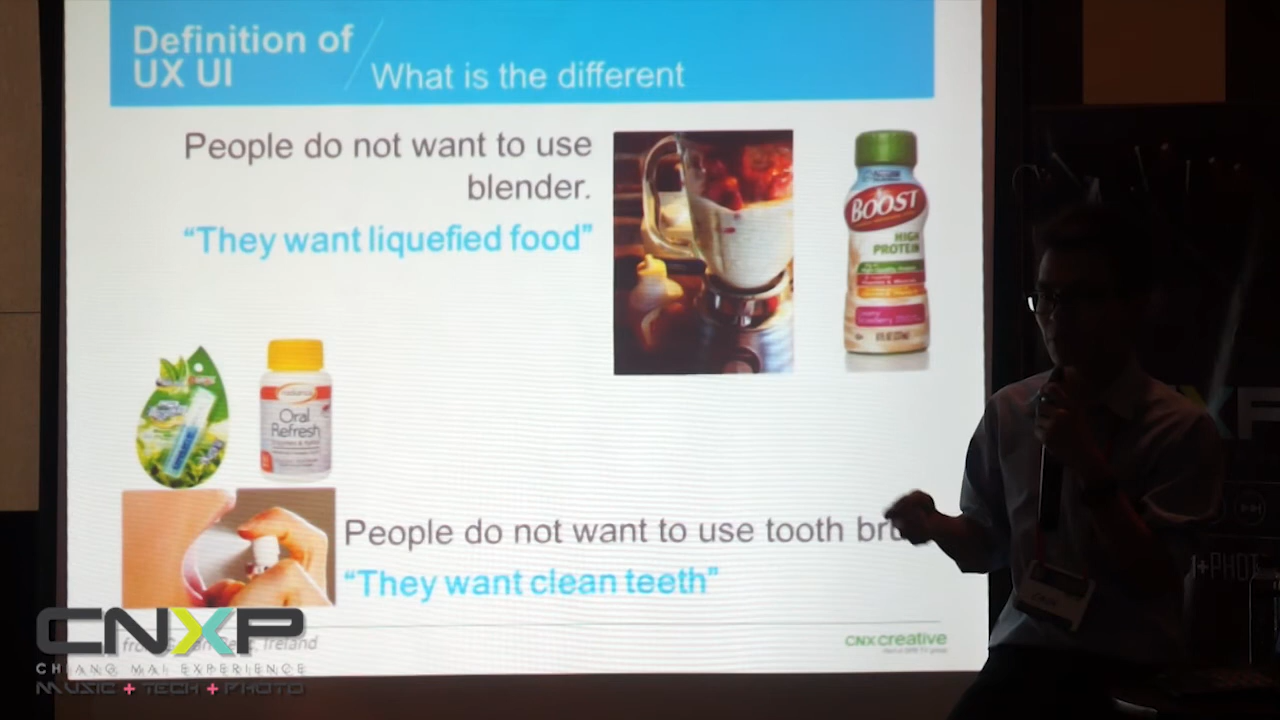 Definition of
UX UI
What is the different
People do not want to use
blender.
“They want liquefied food”
BOOST
HIGH
PROTEIN
Oral
Refresh
People do not want to use tooth
“They want clean teeth”
Ireland
CNX creative
CNXP
CHIANG MAI EXPERIENCE
MUSIC + TECH + PHOTO
XP